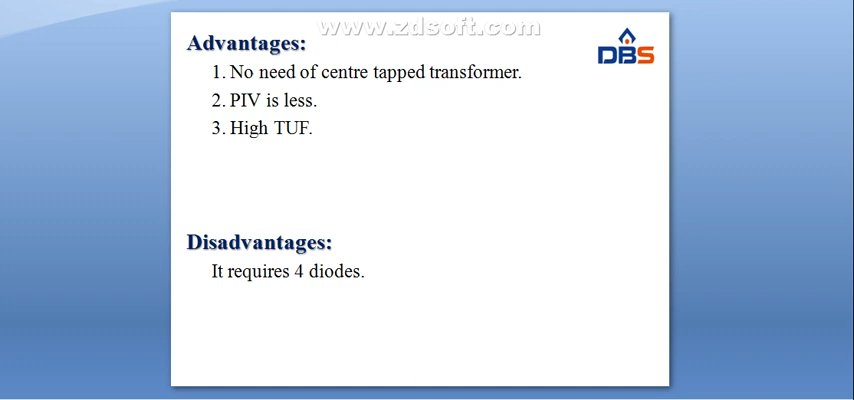 www.zdsoft.com
Advantages:
DBS
1. No need of centre tapped transformer.
2. PIV is less.
3. High TUF.
Disadvantages:
It requires 4 diodes.